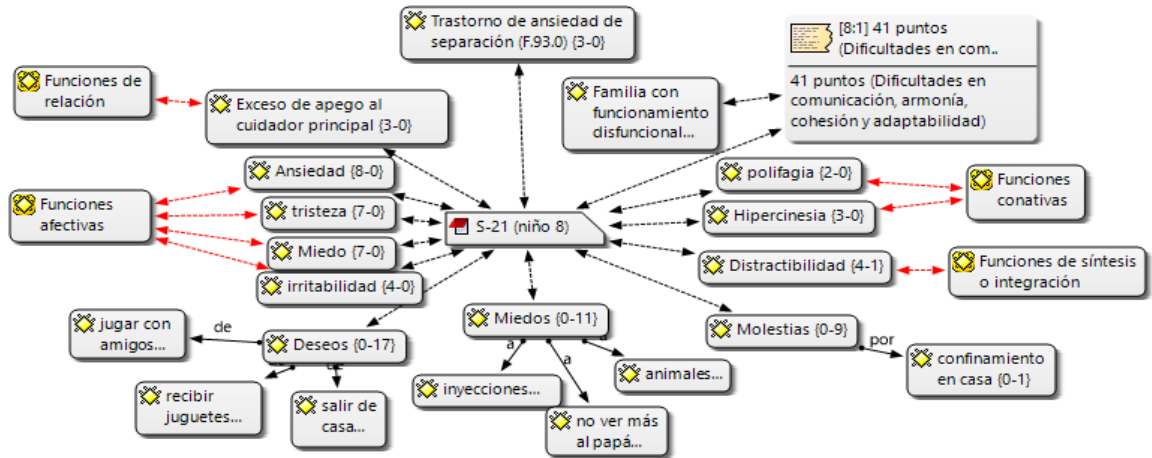 Trastorno de ansiedad de
separación (F.93.0) {3-0}
[8:1] 41 puntos
(Dificultades en com..
41 puntos (Dificultades en
comunicación, armonía,
cohesión y adaptabilidad)
Funciones de
relación
Exceso de apego al
cuidador principal {3-0}
Familia con
funcionamiento
disfuncional...
Ansiedad {8-0}
polifagia {2-0}
Funciones
conativas
Funciones
afectivas
tristeza {7-0}
S-21 (niño 8)
Hipercinesia {3-0}
Miedo {7-0}
Distractibilidad {4-1}
Funciones de síntesis
o integración
irritabilidad {4-0}
jugar con
amigos...
de
Deseos {0-17}
Miedos {0-11}
Molestias {0-9}
por
confinamiento
en casa {0-1}
a
a
a
recibir
juguetes...
salir de
casa...
inyecciones...
animales...
no ver más
al papá...